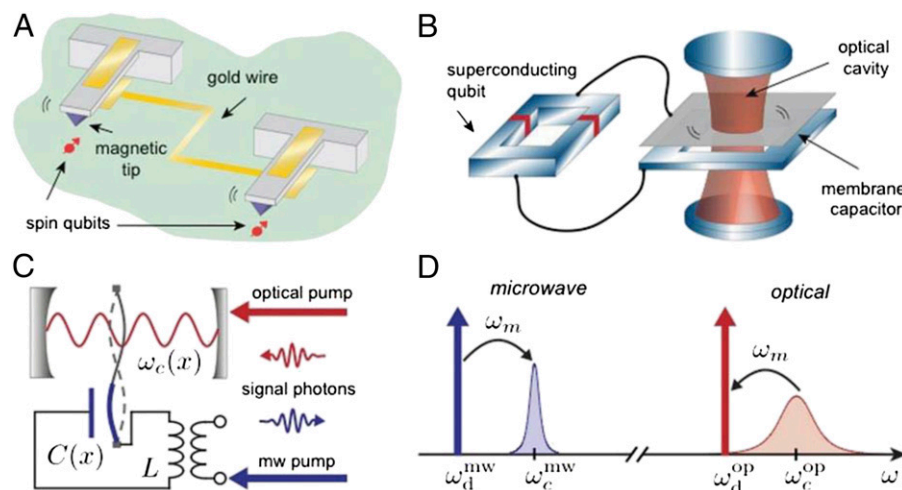 A
gold wire
magnetic
tip
spin qubits
B
superconducting
qubit
optical
cavity
membrane
capacitor
C
optical pump
ω_c(x)
signal photons
C(x)
L
mw pump
D
microwave
optical
ω_m
ω_m
ω_d^mw
ω_c^mw
ω_d^op
ω_c^op
ω